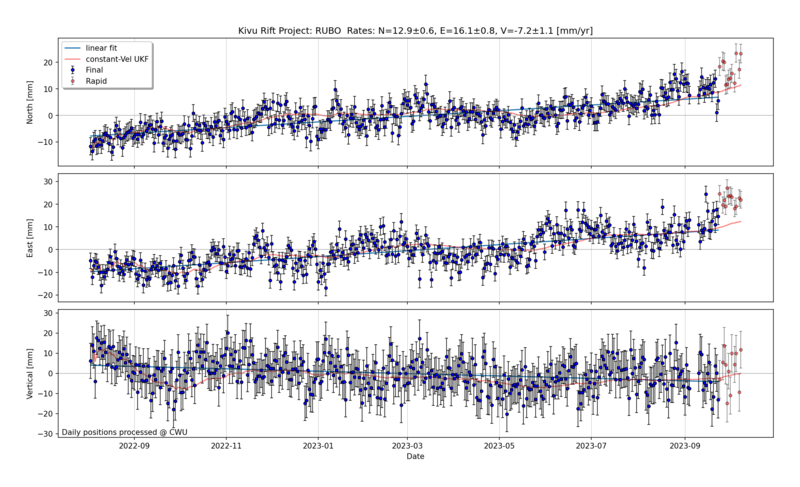 Kivu Rift Project: RUBO  Rates: N=12.9±0.6, E=16.1±0.8, V=-7.2±1.1 [mm/yr]
linear fit
constant-Vel UKF
Final
Rapid
20
10
0
−10
North [mm]
30
20
10
0
−10
−20
East [mm]
30
20
10
0
−10
−20
−30
Vertical [mm]
Daily positions processed @ CWU
2022-09 2022-11 2023-01 2023-03 2023-05 2023-07 2023-09
Date